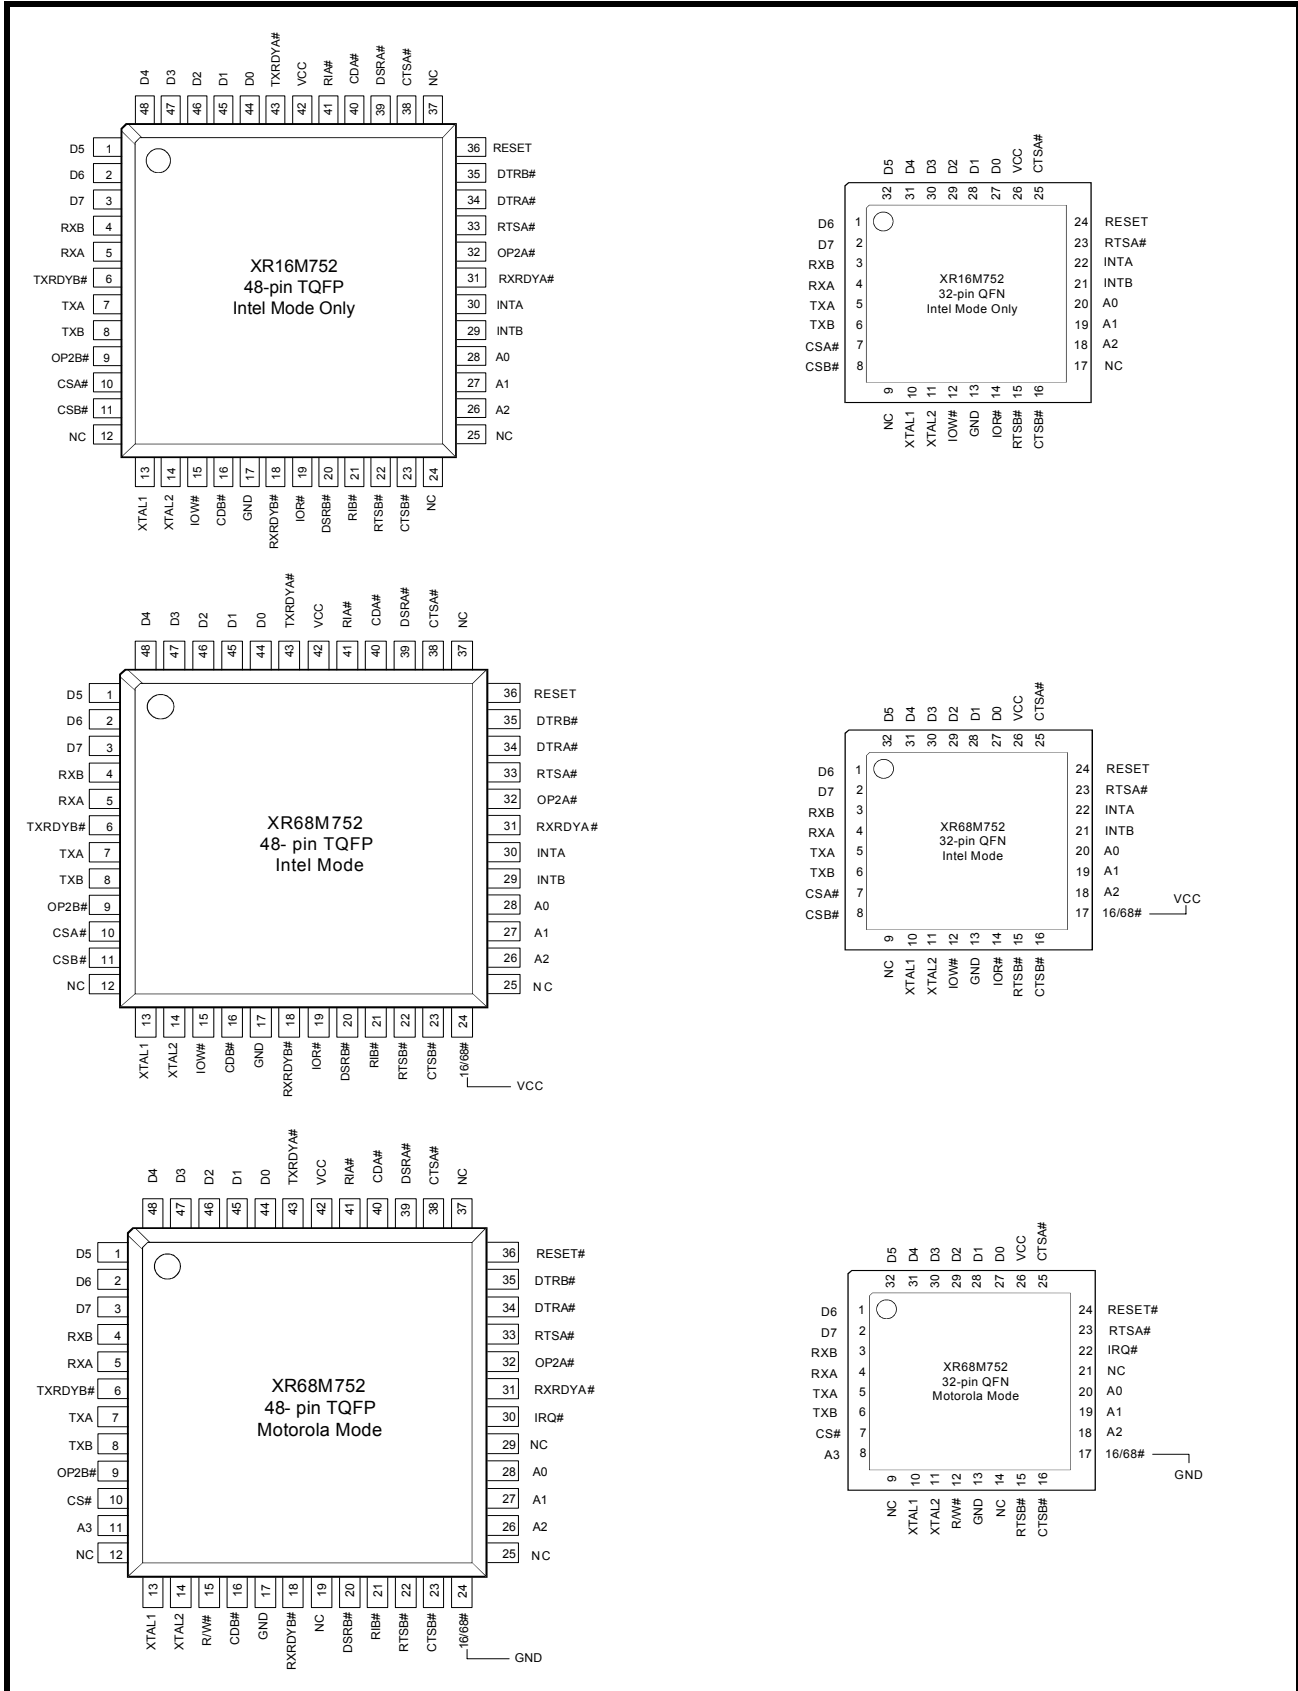 D4
D3
D2
D1
D0
TXRDYA#
VCC
RIA#
CDA#
DSRA#
CTSA#
NC
48
47
46
45
44
43
42
41
40
39
38
37
D5 1
D6 2
D7 3
RXB 4
RXA 5
TXRDYB# 6
TXA 7
TXB 8
OP2B# 9
CSA# 10
CSB# 11
NC 12
XR16M752
48-pin TQFP
Intel Mode Only
36 RESET
35 DTRB#
34 DTRA#
33 RTSA#
32 OP2A#
31 RXRDYA#
30 INTA
29 INTB
28 A0
27 A1
26 A2
25 NC
13
14
15
16
17
18
19
20
21
22
23
24
XTAL1
XTAL2
IOW#
CDB#
GND
RXRDYB#
IOR#
DSRB#
RIB#
RTSB#
CTSB#
NC
D5
D4
D3
D2
D1
D0
VCC
CTSA#
32
31
30
29
28
27
26
25
D6 1
D7 2
RXB 3
RXA 4
TXA 5
TXB 6
CSA# 7
CSB# 8
XR16M752
32-pin QFN
Intel Mode Only
24 RESET
23 RTSA#
22 INTA
21 INTB
20 A0
19 A1
18 A2
17 NC
9
10
11
12
13
14
15
16
NC
XTAL1
XTAL2
IOW#
GND
IOR#
RTSB#
CTSB#
D4
D3
D2
D1
D0
TXRDYA#
VCC
RIA#
CDA#
DSRA#
CTSA#
NC
48
47
46
45
44
43
42
41
40
39
38
37
D5 1
D6 2
D7 3
RXB 4
RXA 5
TXRDYB# 6
TXA 7
TXB 8
OP2B# 9
CSA# 10
CSB# 11
NC 12
XR68M752
48- pin TQFP
Intel Mode
36 RESET
35 DTRB#
34 DTRA#
33 RTSA#
32 OP2A#
31 RXRDYA#
30 INTA
29 INTB
28 A0
27 A1
26 A2
25 NC
13
14
15
16
17
18
19
20
21
22
23
24
XTAL1
XTAL2
IOW#
CDB#
GND
RXRDYB#
IOR#
DSRB#
RIB#
RTSB#
CTSB#
16/68#
VCC
D5
D4
D3
D2
D1
D0
VCC
CTSA#
32
31
30
29
28
27
26
25
D6 1
D7 2
RXB 3
RXA 4
TXA 5
TXB 6
CSA# 7
CSB# 8
XR68M752
32-pin QFN
Intel Mode
24 RESET
23 RTSA#
22 INTA
21 INTB
20 A0
19 A1
18 A2
17 16/68#
VCC
9
10
11
12
13
14
15
16
NC
XTAL1
XTAL2
IOW#
GND
IOR#
RTSB#
CTSB#
D4
D3
D2
D1
D0
TXRDYA#
VCC
RIA#
CDA#
DSRA#
CTSA#
NC
48
47
46
45
44
43
42
41
40
39
38
37
D5 1
D6 2
D7 3
RXB 4
RXA 5
TXRDYB# 6
TXA 7
TXB 8
OP2B# 9
CS# 10
A3 11
NC 12
XR68M752
48- pin TQFP
Motorola Mode
36 RESET#
35 DTRB#
34 DTRA#
33 RTSA#
32 OP2A#
31 RXRDYA#
30 IRQ#
29 NC
28 A0
27 A1
26 A2
25 NC
13
14
15
16
17
18
19
20
21
22
23
24
XTAL1
XTAL2
R/W#
CDB#
GND
RXRDYB#
NC
DSRB#
RIB#
RTSB#
CTSB#
16/68#
GND
D5
D4
D3
D2
D1
D0
VCC
CTSA#
32
31
30
29
28
27
26
25
D6 1
D7 2
RXB 3
RXA 4
TXA 5
TXB 6
CS# 7
A3 8
XR68M752
32-pin QFN
Motorola Mode
24 RESET#
23 RTSA#
22 IRQ#
21 NC
20 A0
19 A1
18 A2
17 16/68#
GND
9
10
11
12
13
14
15
16
NC
XTAL1
XTAL2
R/W#
GND
NC
RTSB#
CTSB#